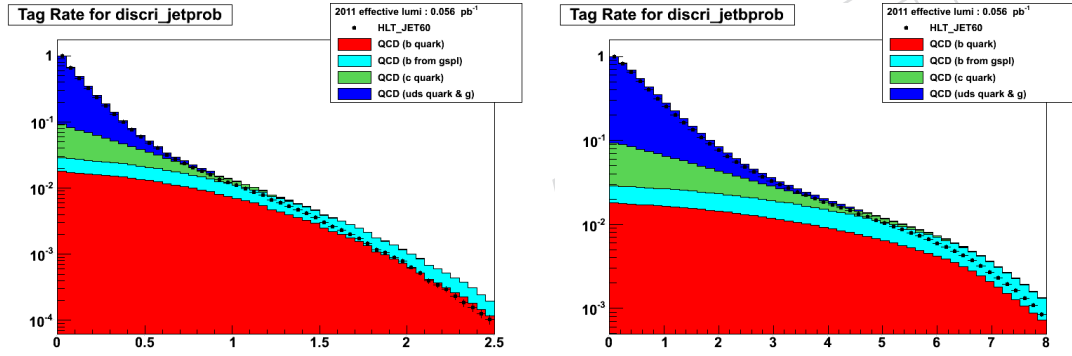 Tag Rate for discri_jetprob
2011 effective lumi : 0.056 pb⁻¹
HLT_JET60
QCD (b quark)
QCD (b from gspl)
QCD (c quark)
QCD (uds quark & g)
1
10⁻¹
10⁻²
10⁻³
10⁻⁴
0 0.5 1 1.5 2 2.5
Tag Rate for discri_jetbprob
2011 effective lumi : 0.056 pb⁻¹
HLT_JET60
QCD (b quark)
QCD (b from gspl)
QCD (c quark)
QCD (uds quark & g)
1
10⁻¹
10⁻²
10⁻³
0 1 2 3 4 5 6 7 8